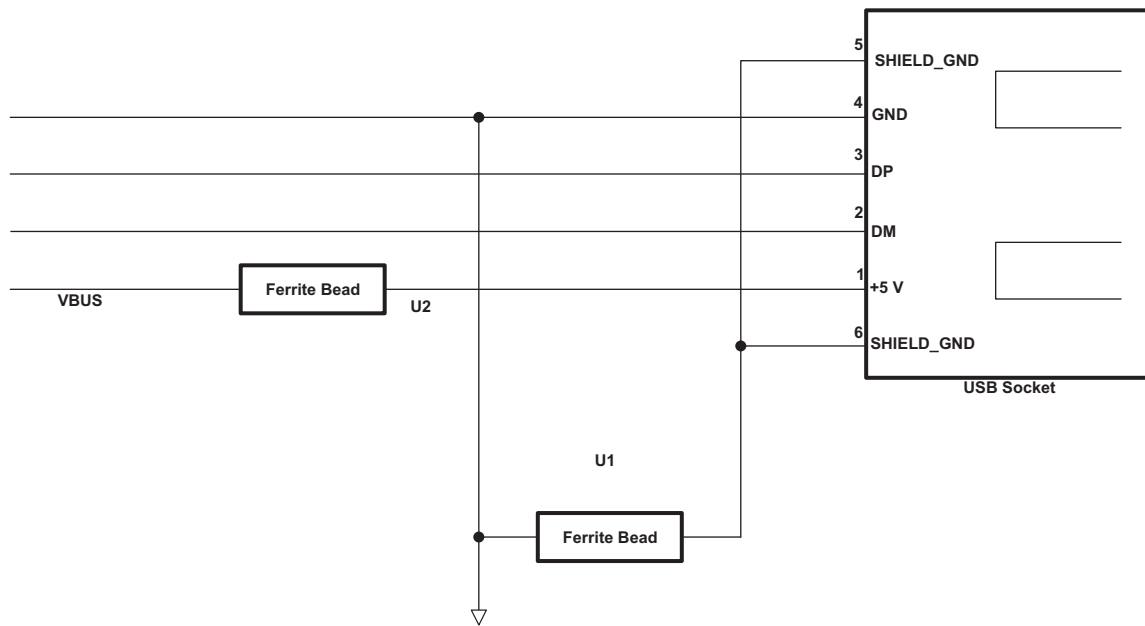 5
SHIELD_GND
4
GND
3
DP
2
DM
1
+5 V
Ferrite Bead
VBUS
U2
6
SHIELD_GND
USB Socket
U1
Ferrite Bead